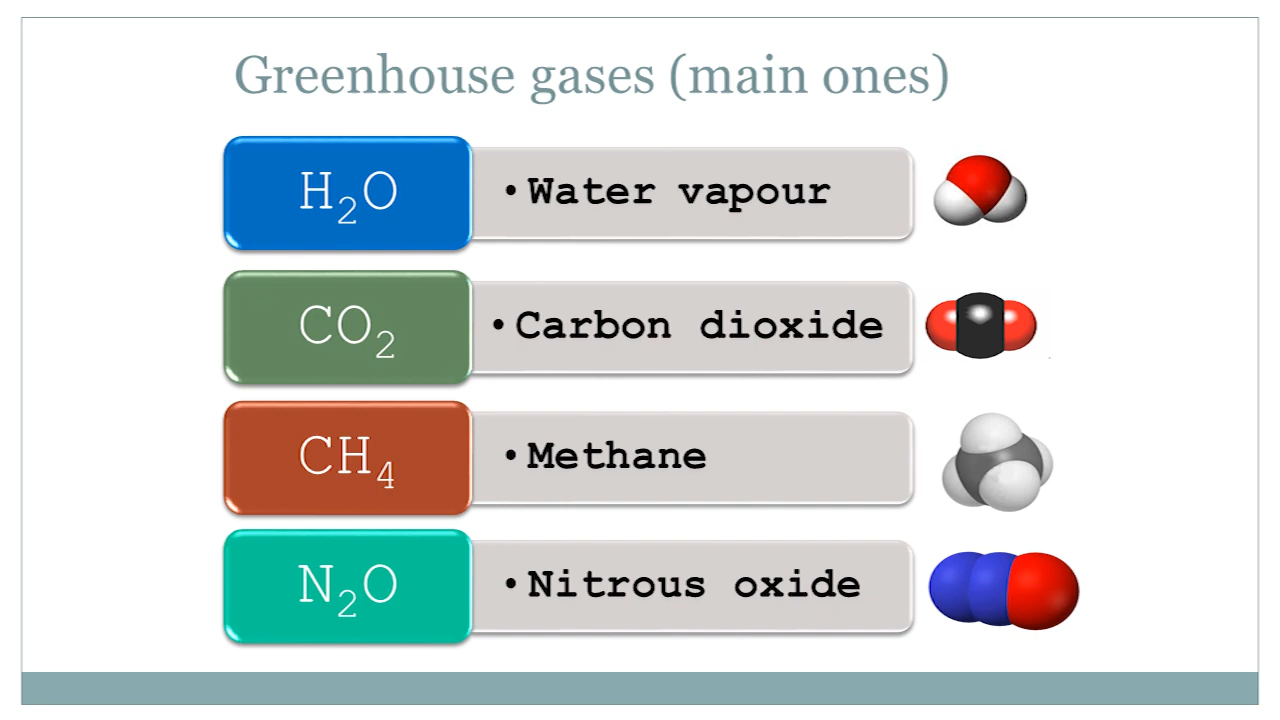 Greenhouse gases (main ones)
H₂O
• Water vapour
CO₂
• Carbon dioxide
CH₄
• Methane
N₂O
• Nitrous oxide